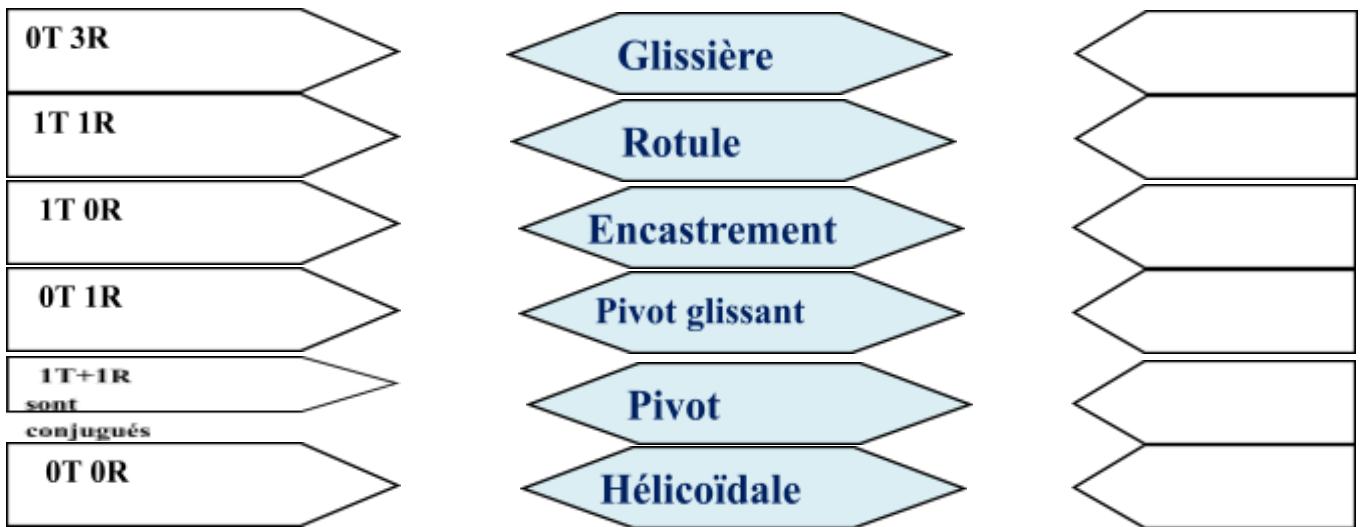 0T 3R
Glissière
1T 1R
Rotule
1T 0R
Encastrement
0T 1R
Pivot glissant
1T+1R
sont
conjugués
Pivot
0T 0R
Hélicoïdale